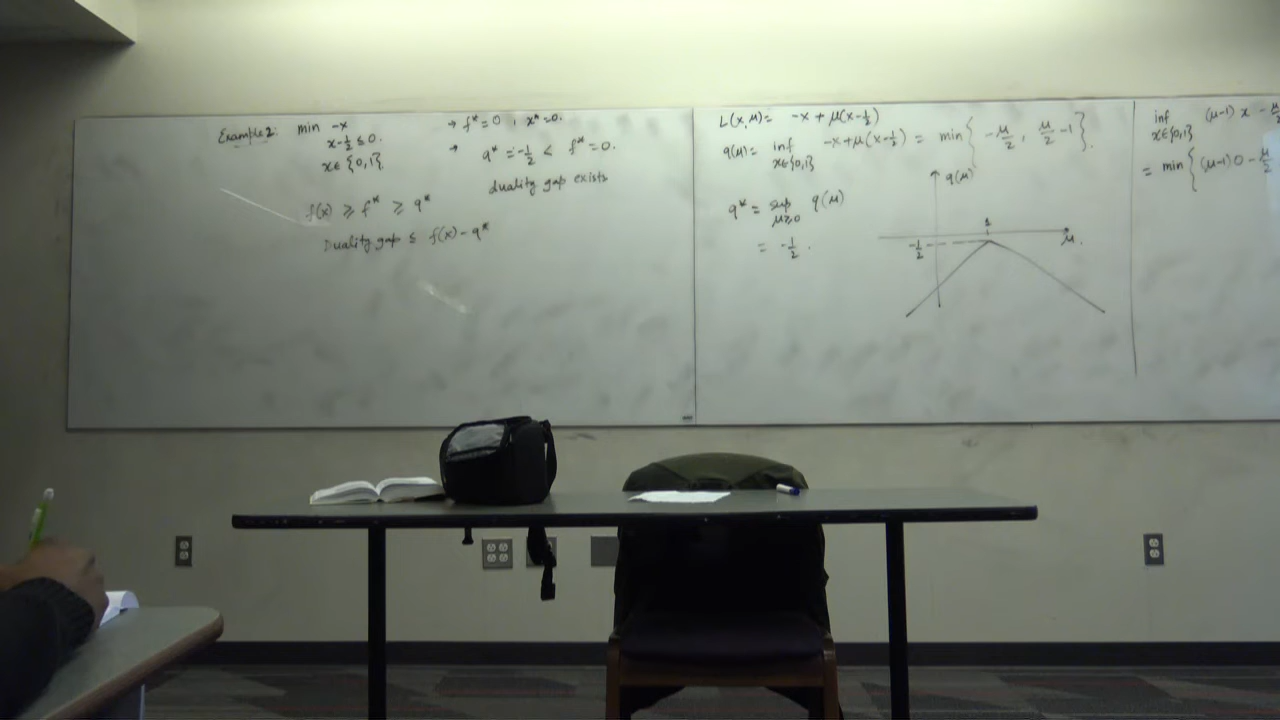 Example 2: min -x
x-½ ≤ 0.
x ∈ {0,1}.
→ f* = 0, x* = 0.
→ q* = -½ < f* = 0.
duality gap exists
f(x) ≥ f* ≥ q*
Duality gap ≤ f(x) - q*
L(x,μ) = -x + μ(x-½)
q(μ) = inf -x+μ(x-½) = min{ -μ/2, μ/2 -1}.
x∈{0,1}
q* = sup q(μ)
μ≥0
= -½.
q(μ)
1
μ.
-½
inf (μ-1) x - μ/2
x∈{0,1}
= min{ (μ-1) 0 - μ/2